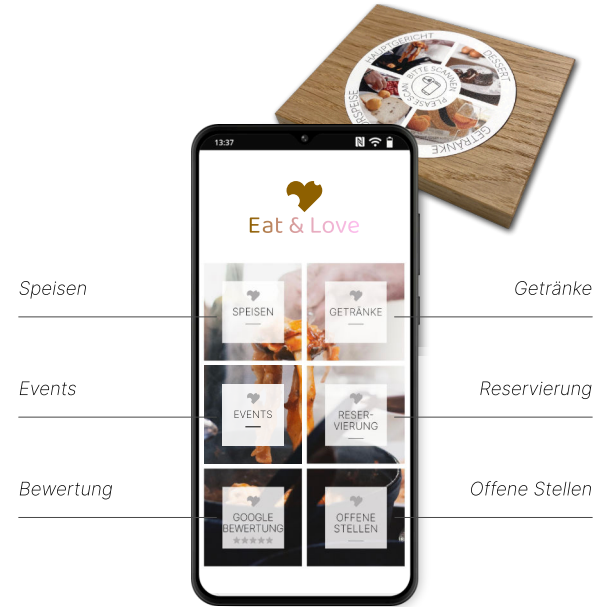 HAUPTGERICHT
DESSERT
GETRÄNKE
VORSPEISE
BITTE SCANNEN
PLEASE SCAN
13:37
Eat & Love
Speisen
Getränke
SPEISEN
GETRÄNKE
Events
Reservierung
EVENTS
RESER-
VIERUNG
Bewertung
Offene Stellen
GOOGLE
BEWERTUNG
OFFENE
STELLEN